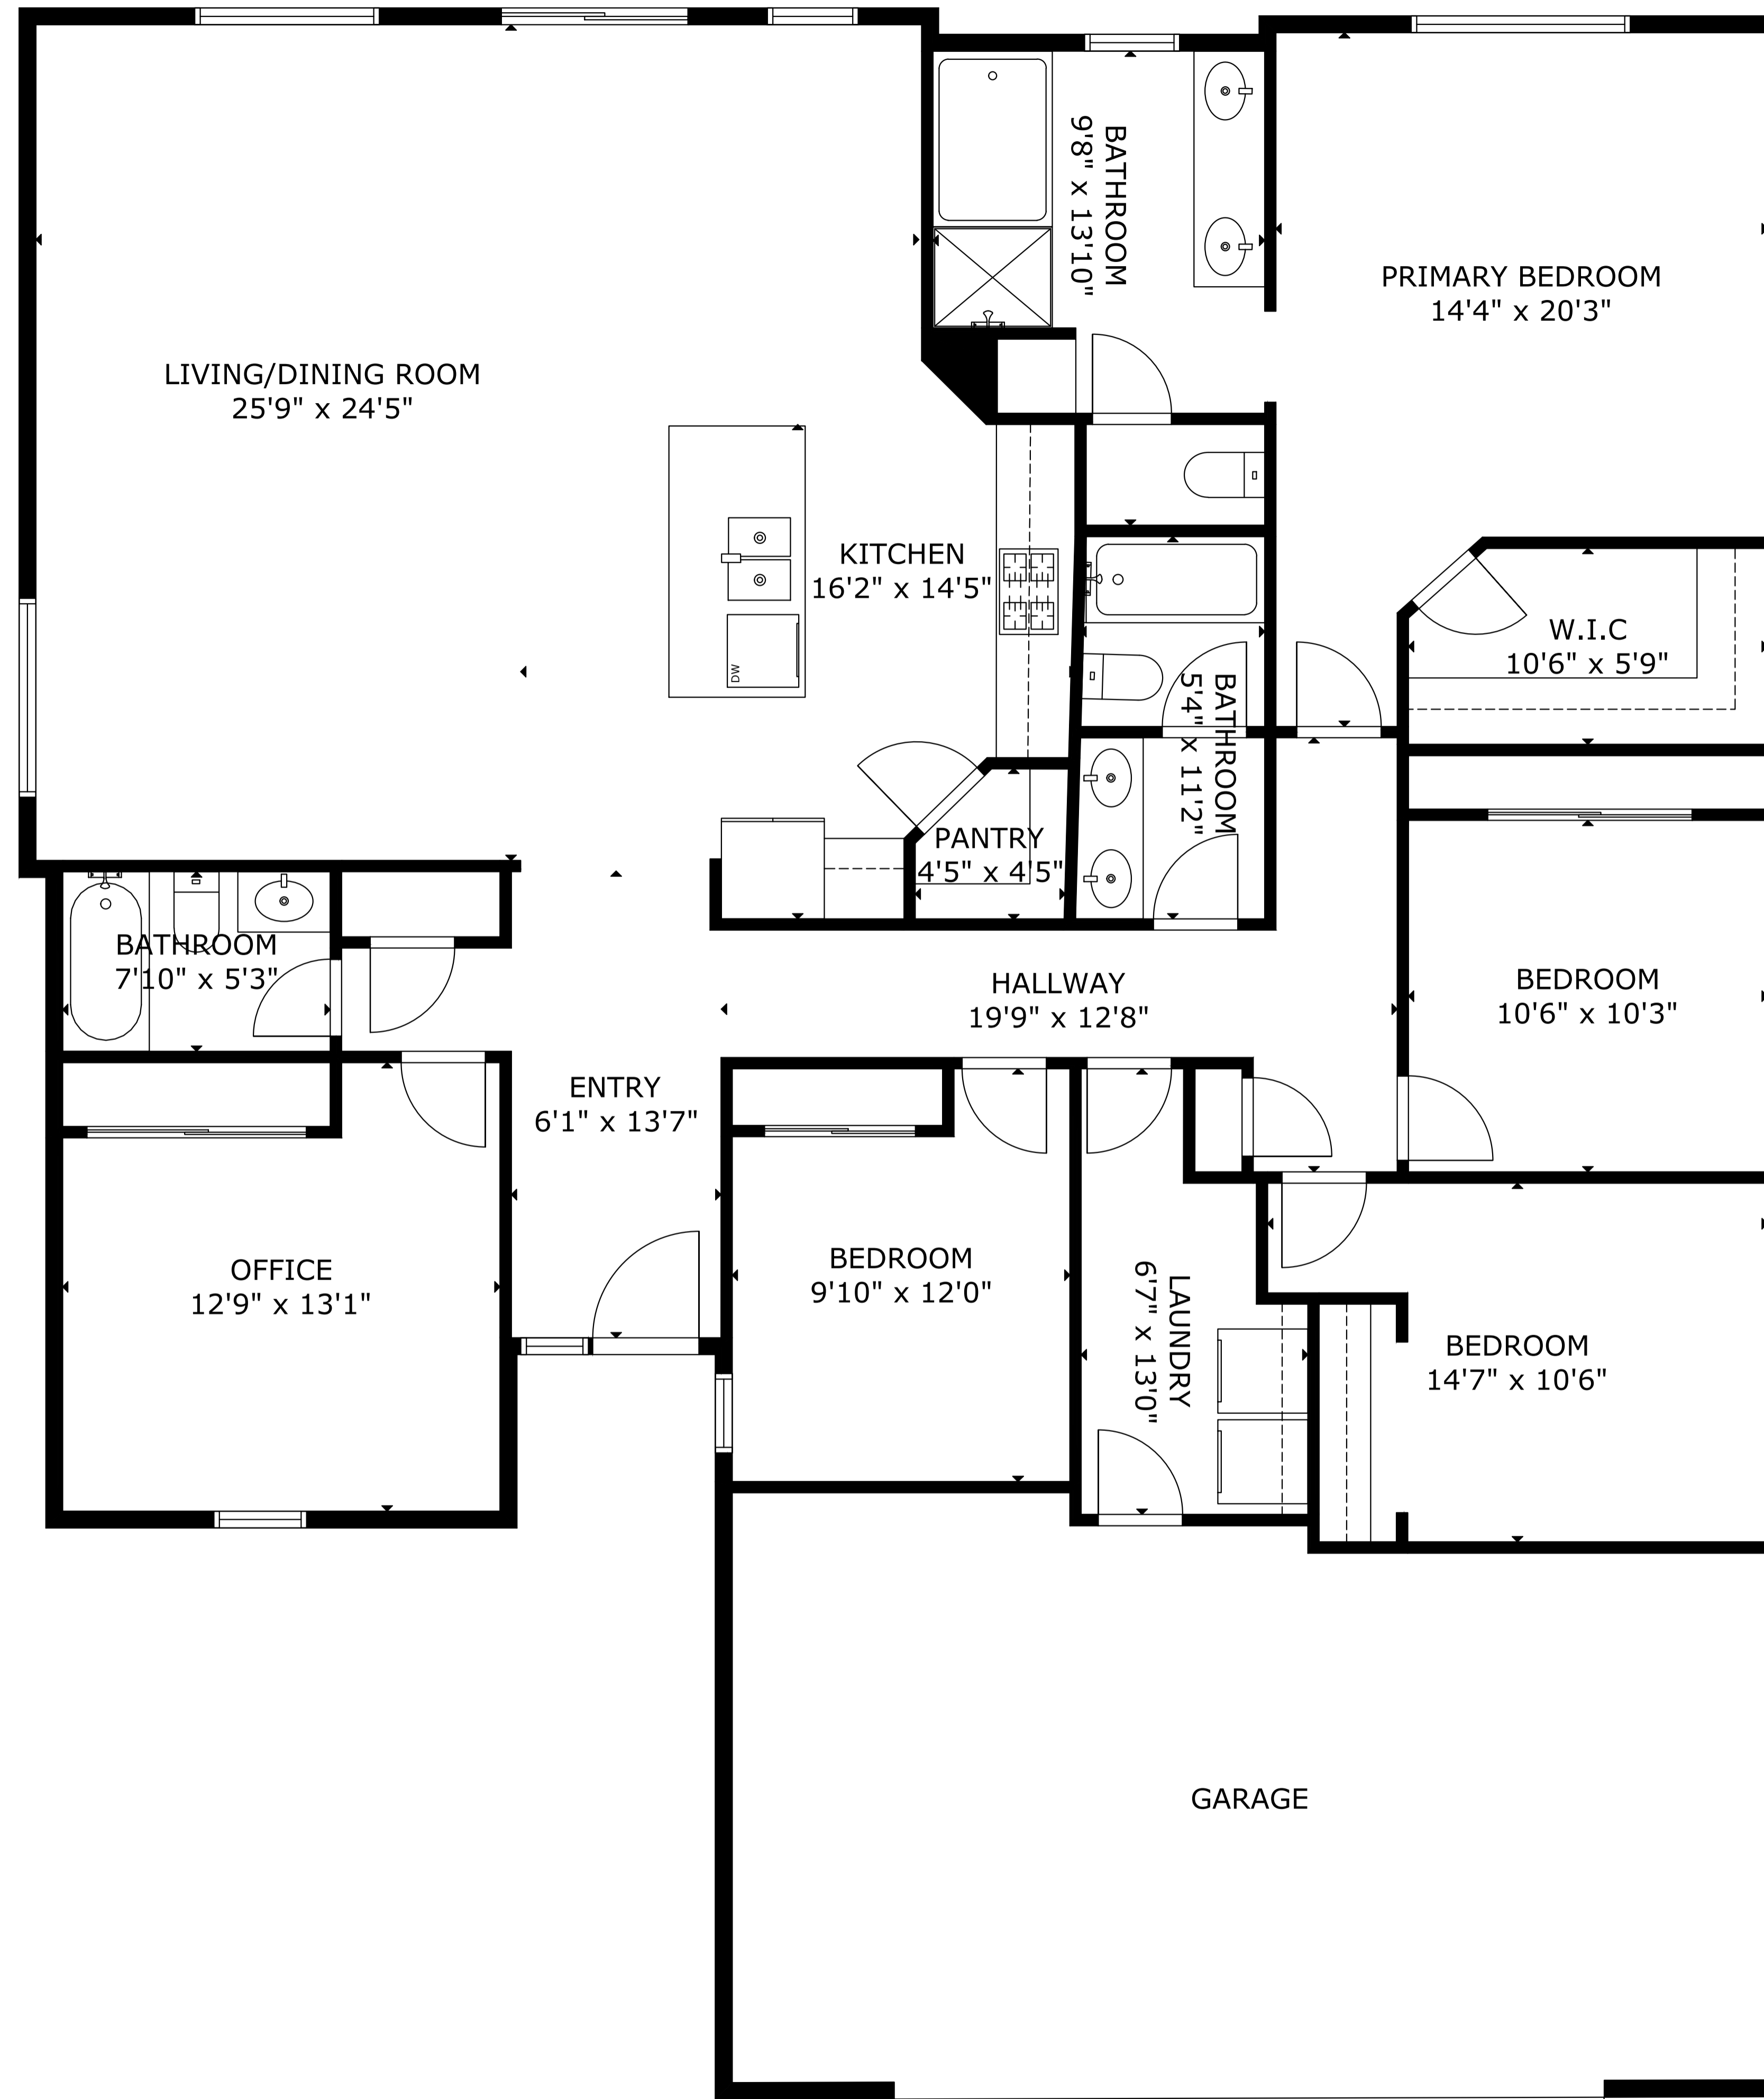 BATHROOM
9'8" x 13'10"
PRIMARY BEDROOM
14'4" x 20'3"
LIVING/DINING ROOM
25'9" x 24'5"
KITCHEN
16'2" x 14'5"
DW
W.I.C
10'6" x 5'9"
BATHROOM
5'4" x 11'2"
PANTRY
4'5" x 4'5"
BATHROOM
7'10" x 5'3"
HALLWAY
19'9" x 12'8"
BEDROOM
10'6" x 10'3"
ENTRY
6'1" x 13'7"
OFFICE
12'9" x 13'1"
BEDROOM
9'10" x 12'0"
LAUNDRY
6'7" x 13'0"
BEDROOM
14'7" x 10'6"
GARAGE